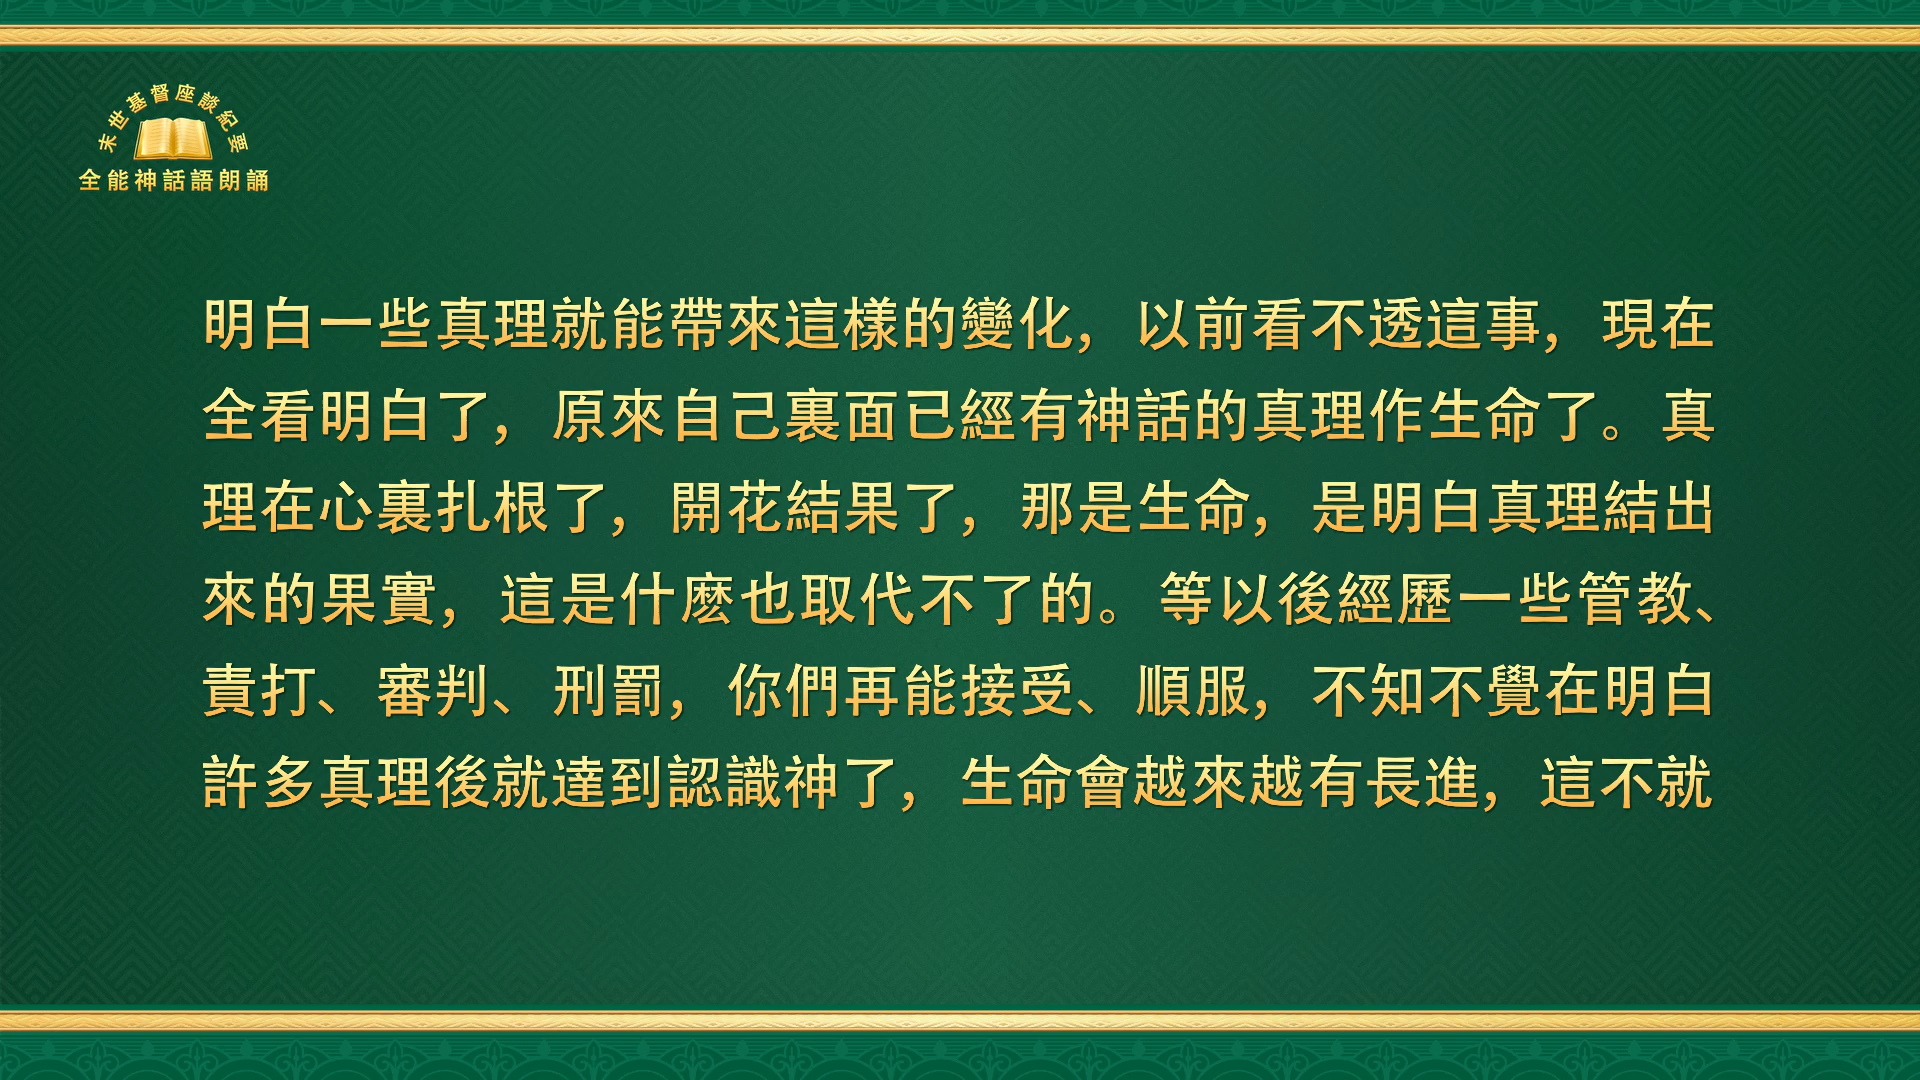 末世基督座談紀要
全能神話語朗誦
明白一些真理就能帶來這樣的變化，以前看不透這事，現在
全看明白了，原來自己裏面已經有神話的真理作生命了。真
理在心裏扎根了，開花結果了，那是生命，是明白真理結出
來的果實，這是什麽也取代不了的。等以後經歷一些管教、
責打、審判、刑罰，你們再能接受、順服，不知不覺在明白
許多真理後就達到認識神了，生命會越來越有長進，這不就